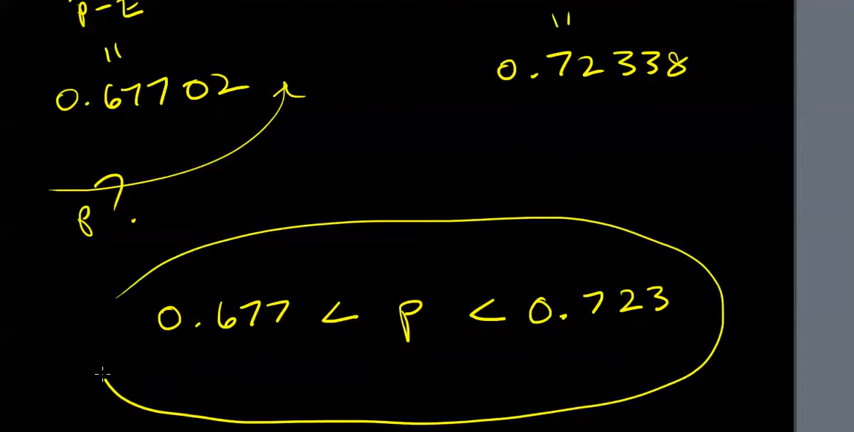 p - E
= =
0.67702 0.72338
p?
0.677 < p < 0.723